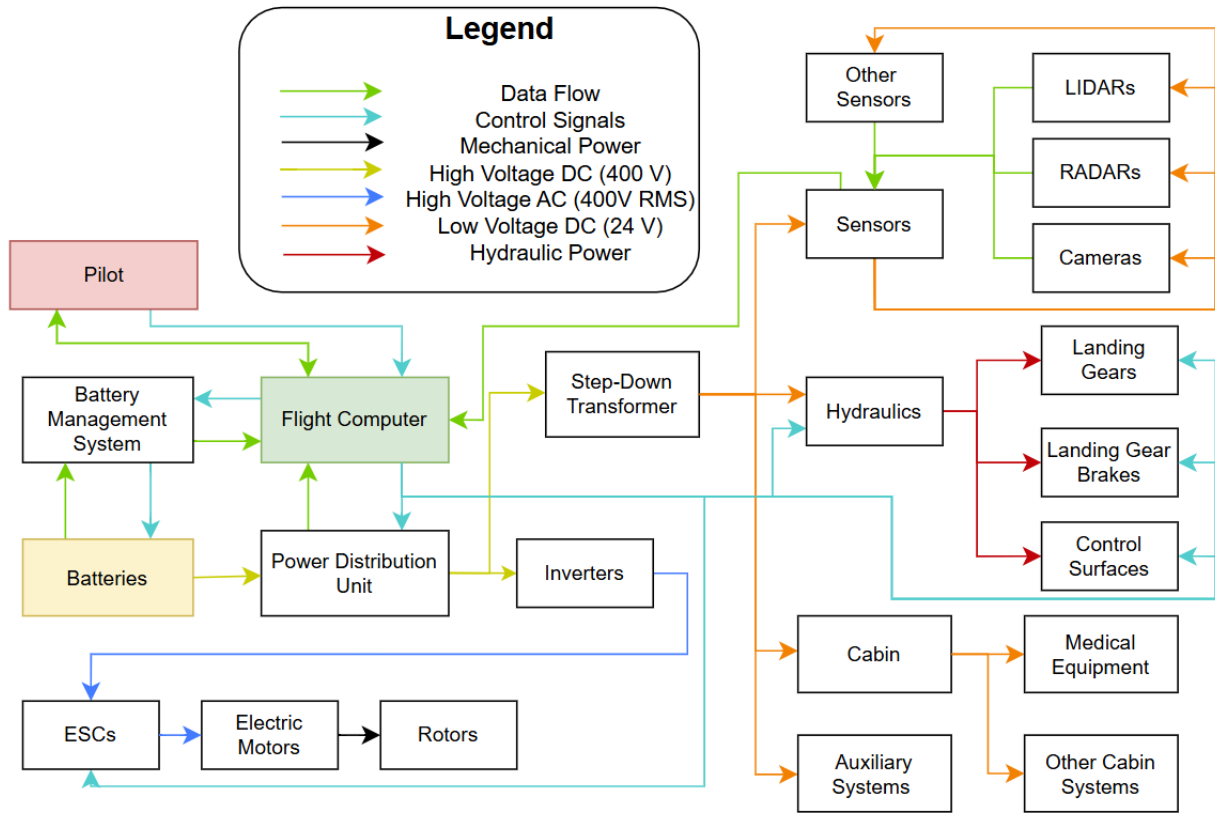 Legend
Data Flow
Control Signals
Mechanical Power
High Voltage DC (400 V)
High Voltage AC (400V RMS)
Low Voltage DC (24 V)
Hydraulic Power
Other
Sensors
LIDARs
RADARs
Sensors
Cameras
Pilot
Battery
Management
System
Flight Computer
Step-Down
Transformer
Hydraulics
Landing
Gears
Landing Gear
Brakes
Control
Surfaces
Batteries
Power Distribution
Unit
Inverters
Cabin
Medical
Equipment
ESCs
Electric
Motors
Rotors
Auxiliary
Systems
Other Cabin
Systems